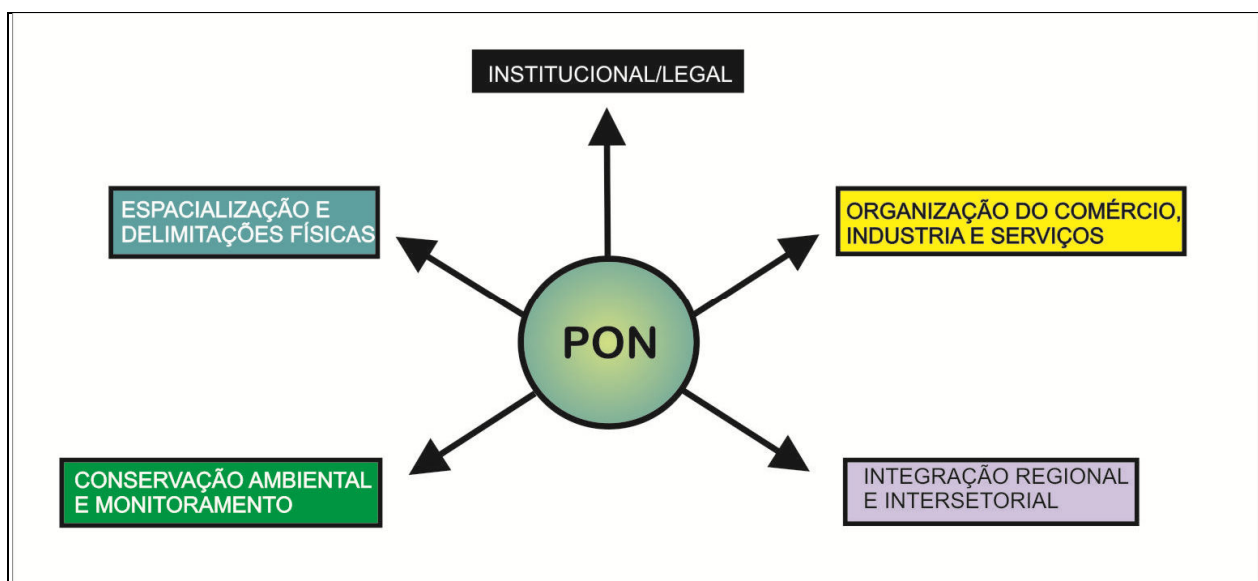 INSTITUCIONAL/LEGAL
ESPACIALIZAÇÃO E
DELIMITAÇÕES FÍSICAS
ORGANIZAÇÃO DO COMÉRCIO,
INDUSTRIA E SERVIÇOS
PON
CONSERVAÇÃO AMBIENTAL
E MONITORAMENTO
INTEGRAÇÃO REGIONAL
E INTERSETORIAL